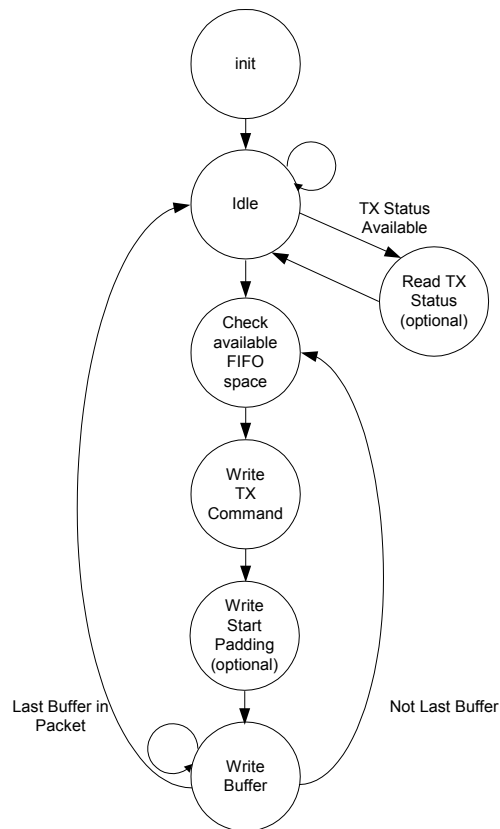 init
Idle
TX Status
Available
Read TX
Status
(optional)
Check
available
FIFO
space
Write
TX
Command
Write
Start
Padding
(optional)
Last Buffer in
Packet
Not Last Buffer
Write
Buffer